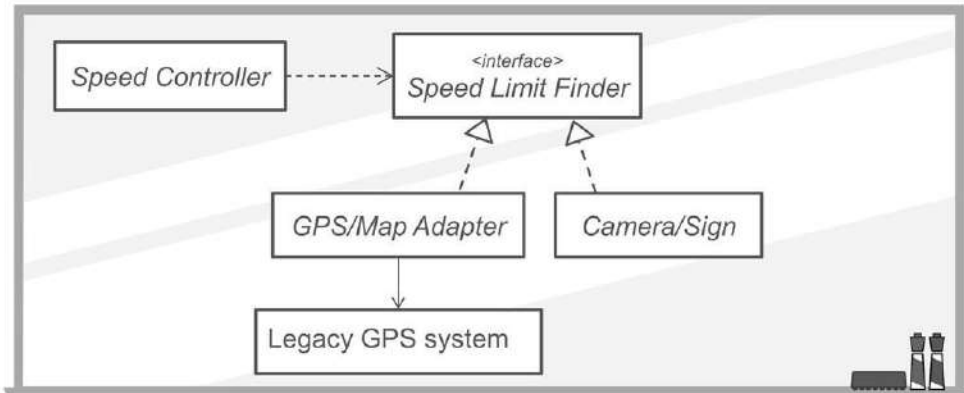 Speed Controller
<interface>
Speed Limit Finder
GPS/Map Adapter
Camera/Sign
Legacy GPS system